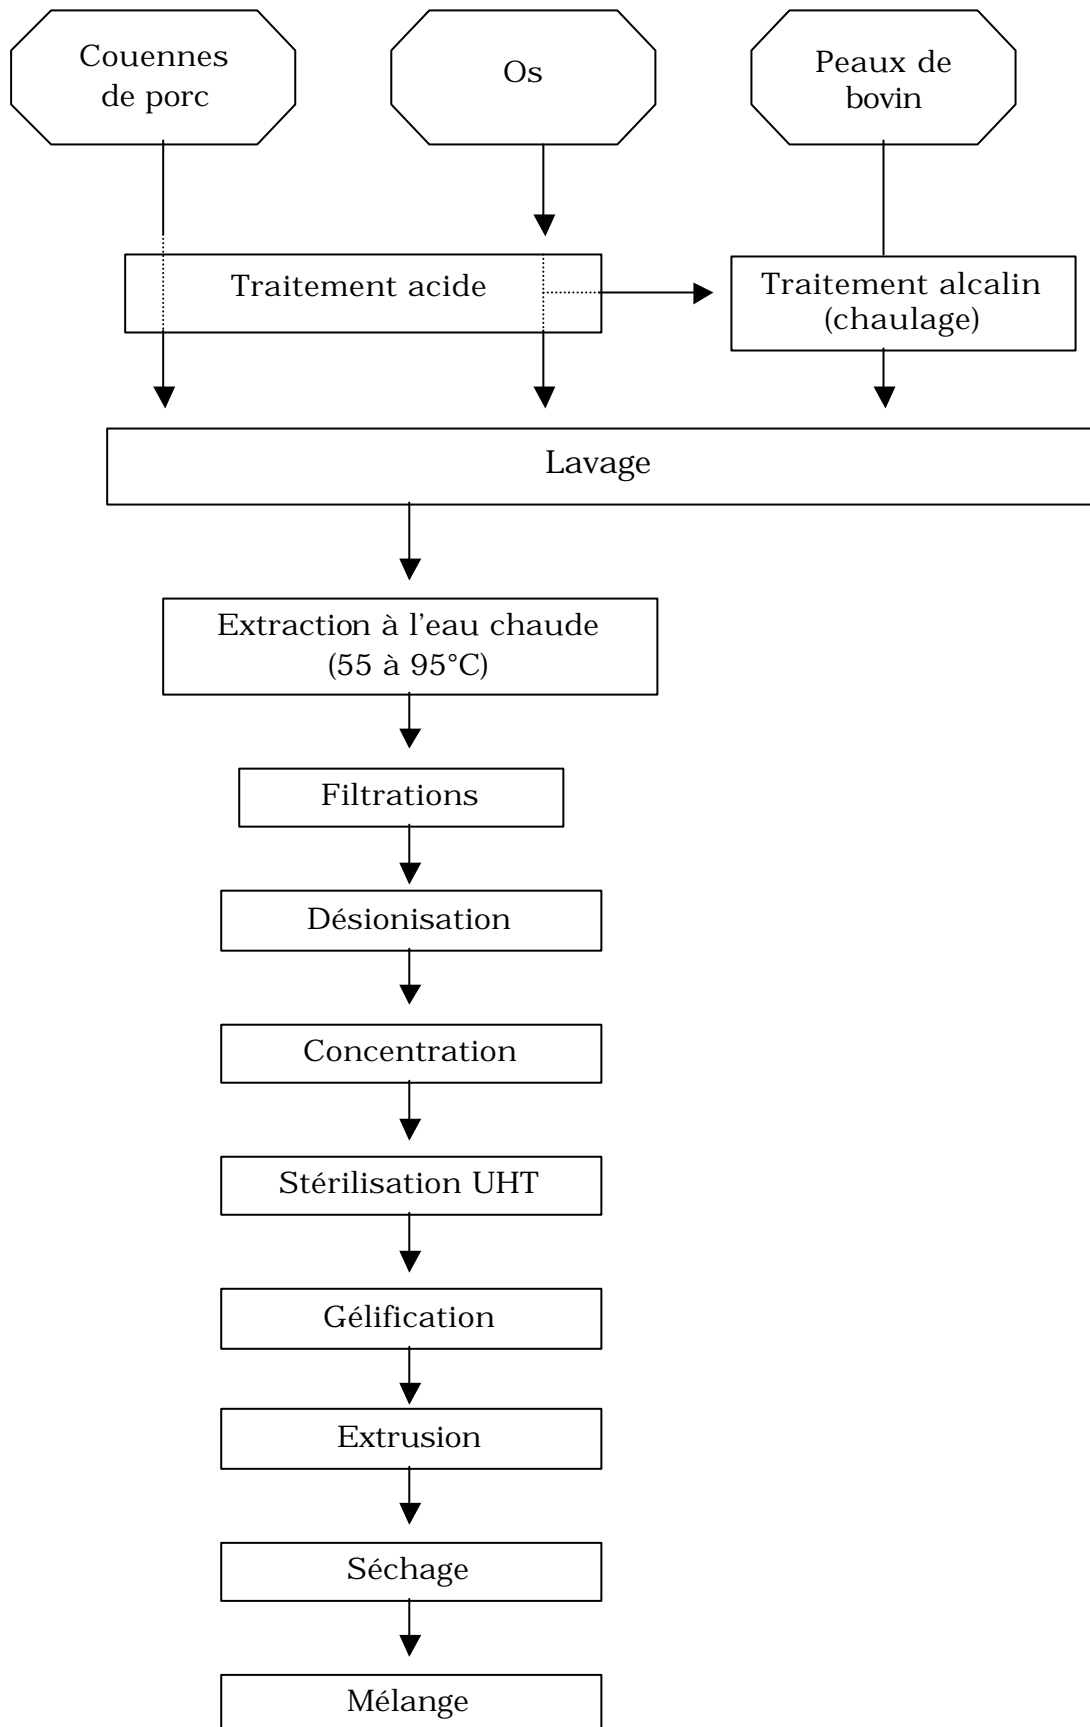 Couennes
de porc
Os
Peaux de
bovin
Traitement acide
Traitement alcalin
(chaulage)
Lavage
Extraction à l'eau chaude
(55 à 95°C)
Filtrations
Désionisation
Concentration
Stérilisation UHT
Gélification
Extrusion
Séchage
Mélange